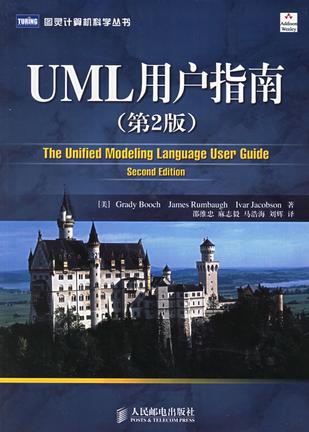 TURING
图灵计算机科学丛书
Addison
Wesley
UML用户指南
(第2版)
The Unified Modeling Language User Guide
Second Edition
[美] Grady Booch James Rumbaugh Ivar Jacobson 著
邵维忠 麻志毅 马浩海 刘辉 译
人民邮电出版社
POSTS & TELECOM PRESS